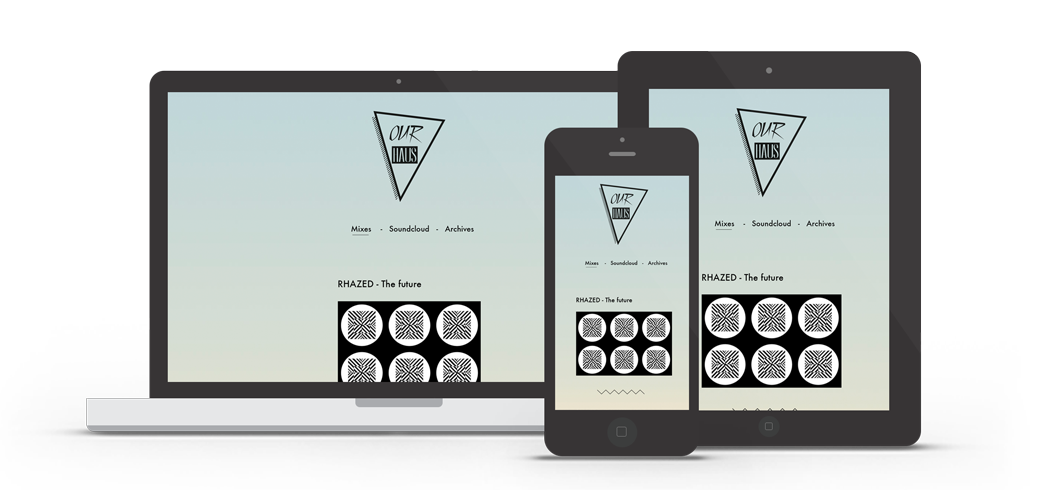 OUR
HAUS
Mixes - Soundcloud - Archives
RHAZED - The future
OUR
HAUS
Mixes - Soundcloud - Archives
RHAZED - The future
OUR
HAUS
Mixes - Soundcloud - Archives
RHAZED - The future